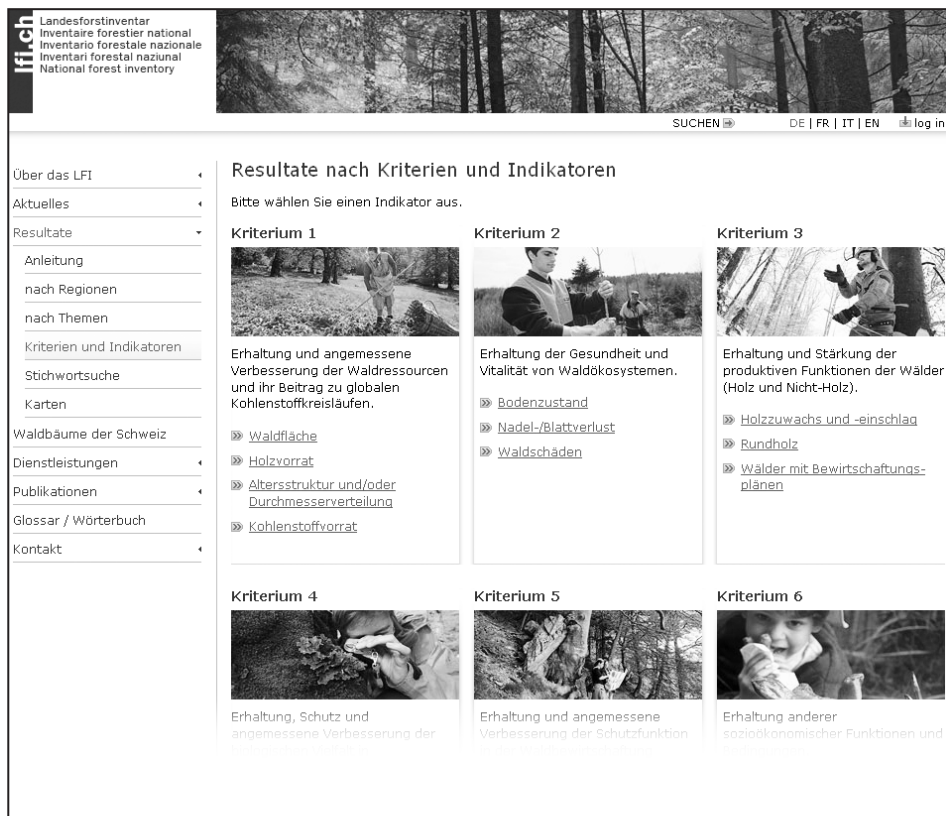 lfi.ch
Landesforstinventar
Inventaire forestier national
Inventario forestale nazionale
Inventari forestal naziunal
National forest inventory
SUCHEN
DE | FR | IT | EN
log in
Über das LFI
Aktuelles
Resultate
Anleitung
nach Regionen
nach Themen
Kriterien und Indikatoren
Stichwortsuche
Karten
Waldbäume der Schweiz
Dienstleistungen
Publikationen
Glossar / Wörterbuch
Kontakt
Resultate nach Kriterien und Indikatoren
Bitte wählen Sie einen Indikator aus.
Kriterium 1
Erhaltung und angemessene
Verbesserung der Waldressourcen
und ihr Beitrag zu globalen
Kohlenstoffkreisläufen.
Waldfläche
Holzvorrat
Altersstruktur und/oder
Durchmesserverteilung
Kohlenstoffvorrat
Kriterium 2
Erhaltung der Gesundheit und
Vitalität von Waldökosystemen.
Bodenzustand
Nadel-/Blattverlust
Waldschäden
Kriterium 3
Erhaltung und Stärkung der
produktiven Funktionen der Wälder
(Holz und Nicht-Holz).
Holzzuwachs und -einschlag
Rundholz
Wälder mit Bewirtschaftungs-
plänen
Kriterium 4
Erhaltung, Schutz und
angemessene Verbesserung der
Kriterium 5
Erhaltung und angemessene
Verbesserung der Schutzfunktion
Kriterium 6
Erhaltung anderer
sozioökonomischer Funktionen und